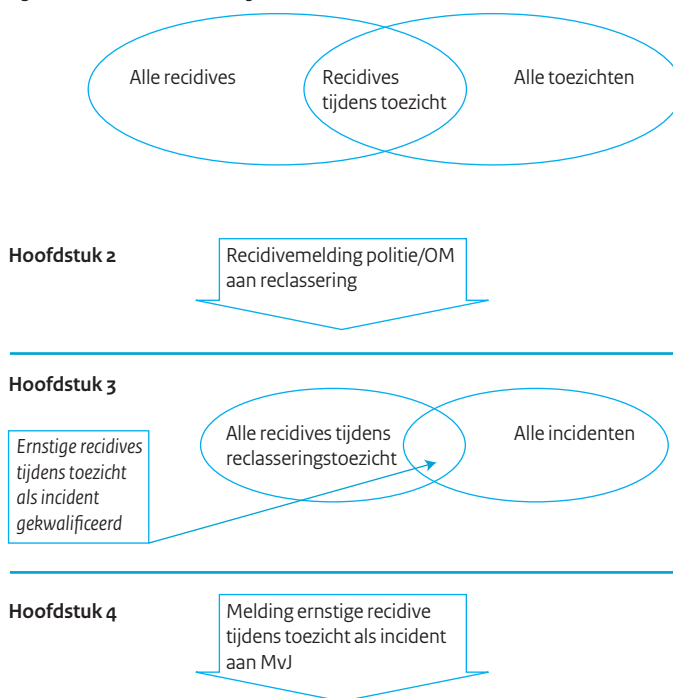 Alle recidives
Recidives
tijdens toezicht
Alle toezichten
Hoofdstuk 2
Recidivemelding politie/OM
aan reclassering
Hoofdstuk 3
Ernstige recidives
tijdens toezicht
als incident
gekwalificeerd
Alle recidives tijdens
reclasseringstoezicht
Alle incidenten
Hoofdstuk 4
Melding ernstige recidive
tijdens toezicht als incident
aan MvJ